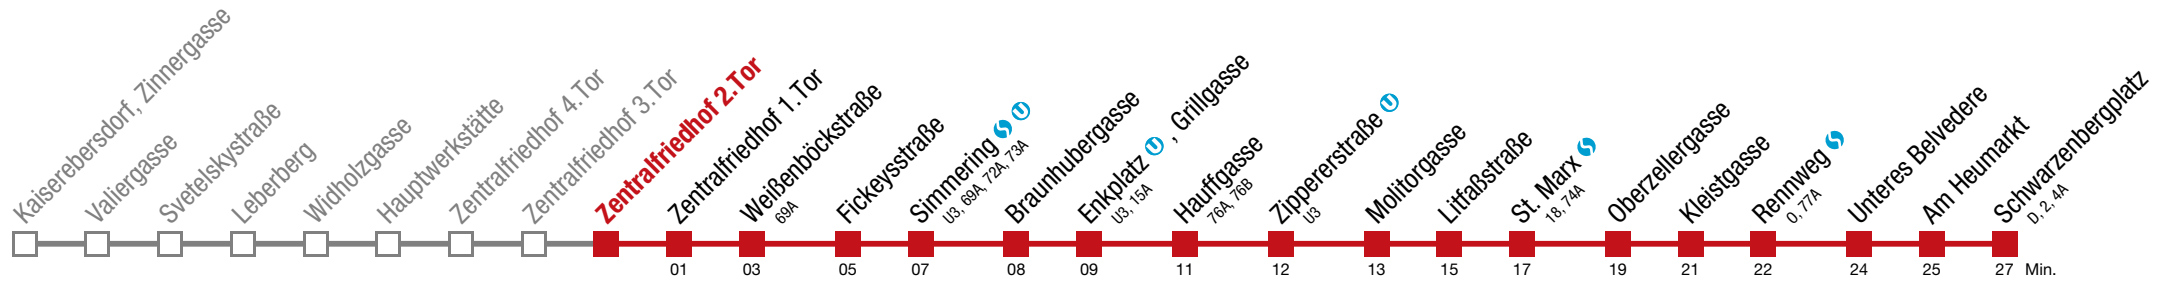 Kaiserebersdorf, Zinnergasse
Valiergasse
Svetelskystraße
Leberberg
Widholzgasse
Hauptwerkstätte
Zentralfriedhof 4.Tor
Zentralfriedhof 3.Tor
Zentralfriedhof 2.Tor
Zentralfriedhof 1.Tor
01
Weißenböckstraße
69A
03
Fickeysstraße
05
Simmering S U
U3, 69A, 72A, 73A
07
Braunhubergasse
08
Enkplatz U , Grillgasse
U3, 15A
09
Hauffgasse
76A, 76B
11
Zippererstraße U
U3
12
Molitorgasse
13
Litfaßstraße
15
St. Marx S
18, 74A
17
Oberzellergasse
19
Kleistgasse
21
Rennweg S
O, 77A
22
Unteres Belvedere
24
Am Heumarkt
25
Schwarzenbergplatz
D, 2, 4A
27 Min.